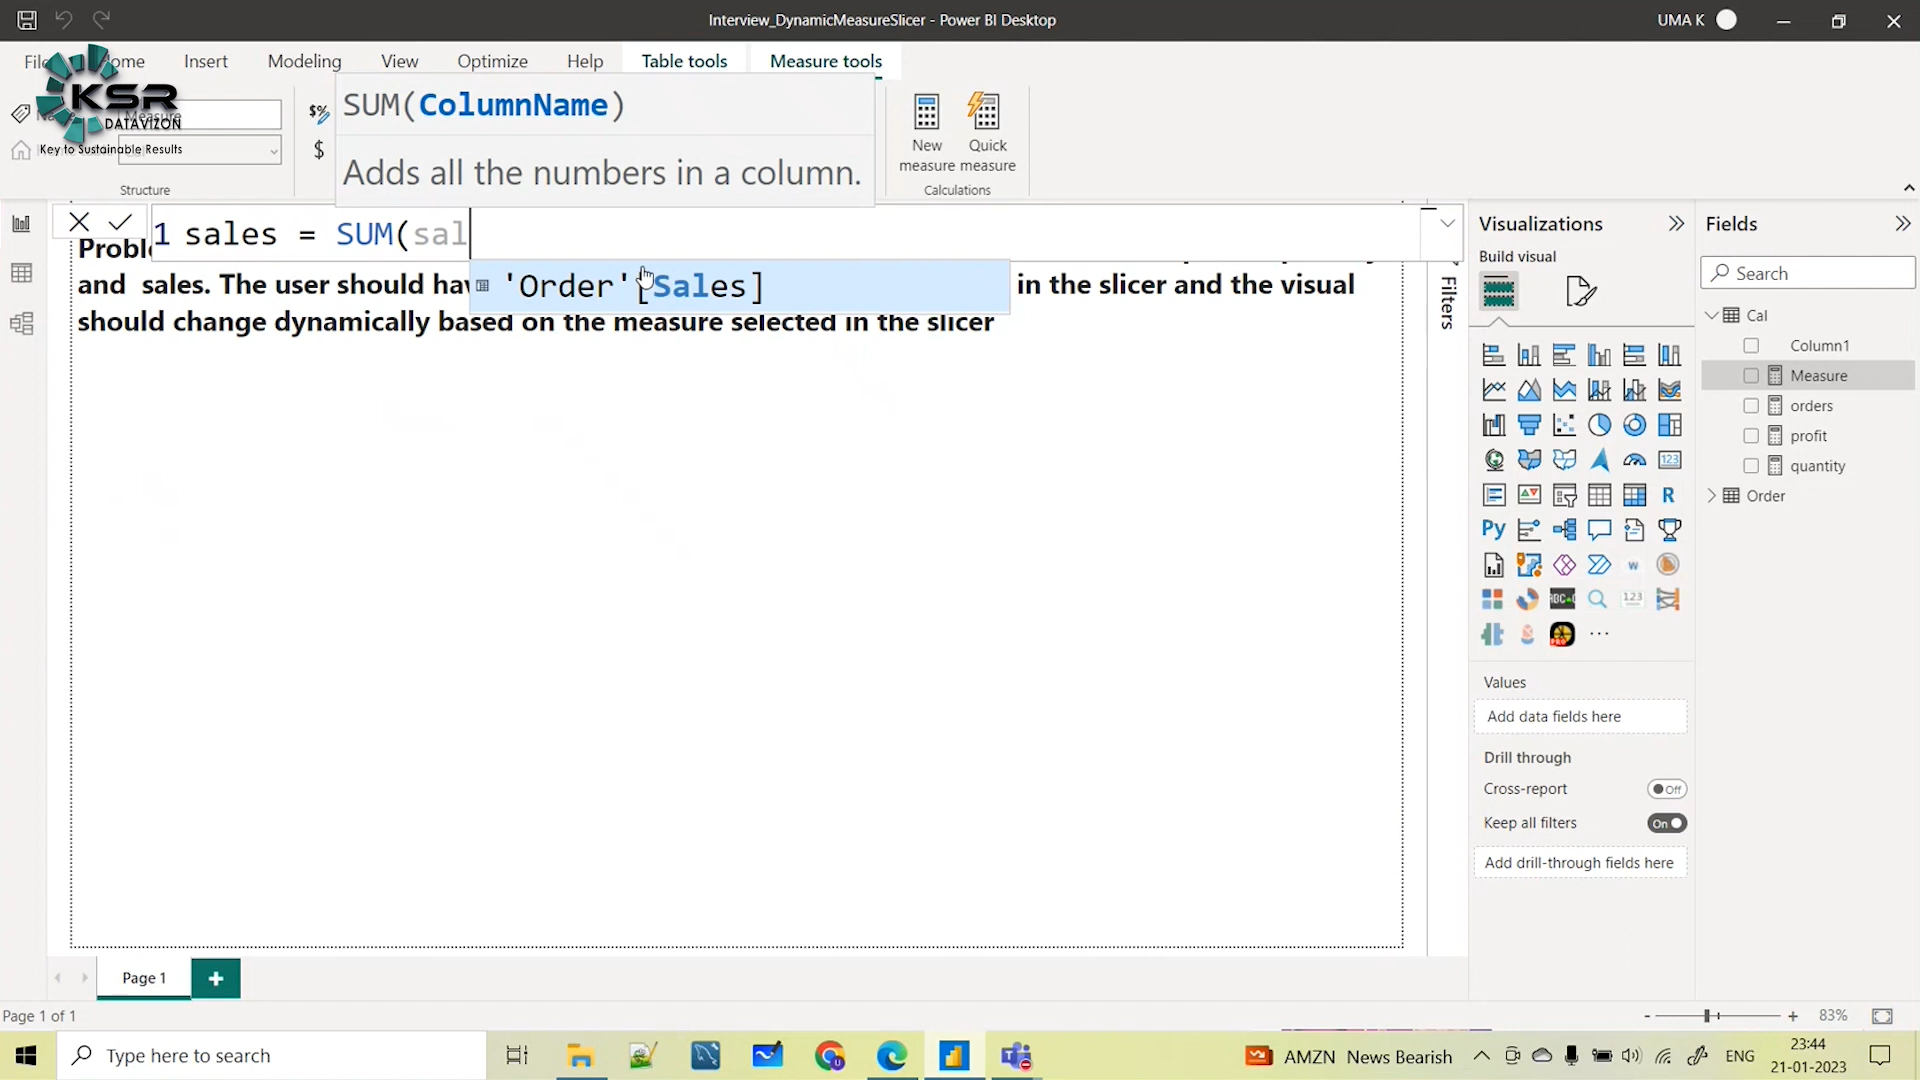 Interview_DynamicMeasureSlicer - Power BI Desktop
UMA K
File Home Insert Modeling View Optimize Help Table tools Measure tools
KSR
DATAVIZON
Key to Sustainable Results
Measure
SUM(ColumnName)
Adds all the numbers in a column.
New measure
Quick measure
Structure
Calculations
1 sales = SUM(sal
'Order'[Sales]
and sales. The user should hav in the slicer and the visual
should change dynamically based on the measure selected in the slicer
Filters
Visualizations
Build visual
R
Py
123
Values
Add data fields here
Drill through
Cross-report
Off
Keep all filters
On
Add drill-through fields here
Fields
Search
Cal
Column1
Measure
orders
profit
quantity
Order
Page 1
Page 1 of 1
83%
Type here to search
AMZN News Bearish
ENG
23:44
21-01-2023